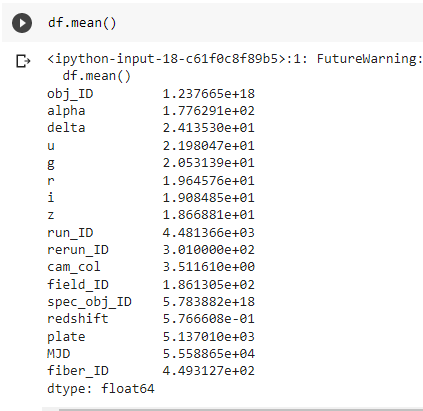 df.mean()
<ipython-input-18-c61f0c8f89b5>:1: FutureWarning:
  df.mean()
obj_ID         1.237665e+18
alpha          1.776291e+02
delta          2.413530e+01
u              2.198047e+01
g              2.053139e+01
r              1.964576e+01
i              1.908485e+01
z              1.866881e+01
run_ID         4.481366e+03
rerun_ID       3.010000e+02
cam_col        3.511610e+00
field_ID       1.861305e+02
spec_obj_ID    5.783882e+18
redshift       5.766608e-01
plate          5.137010e+03
MJD            5.558865e+04
fiber_ID       4.493127e+02
dtype: float64